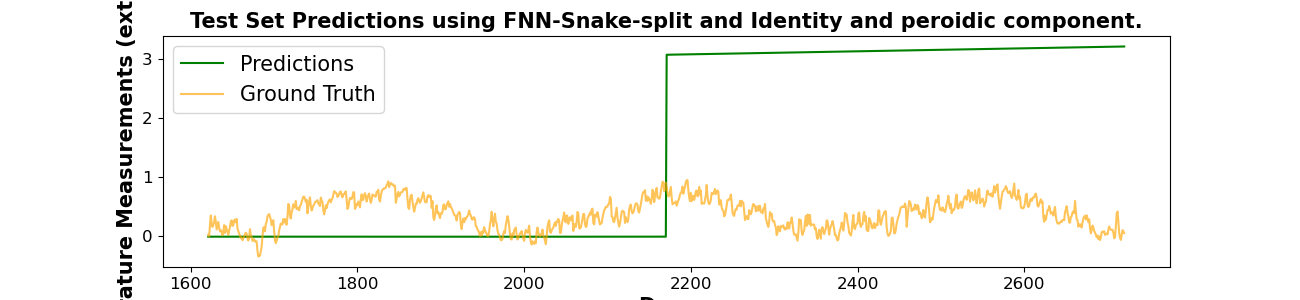 Test Set Predictions using FNN-Snake-split and Identity and peroidic component.
Measurements (ext
3
2
1
0
Predictions
Ground Truth
1600 1800 2000 2200 2400 2600